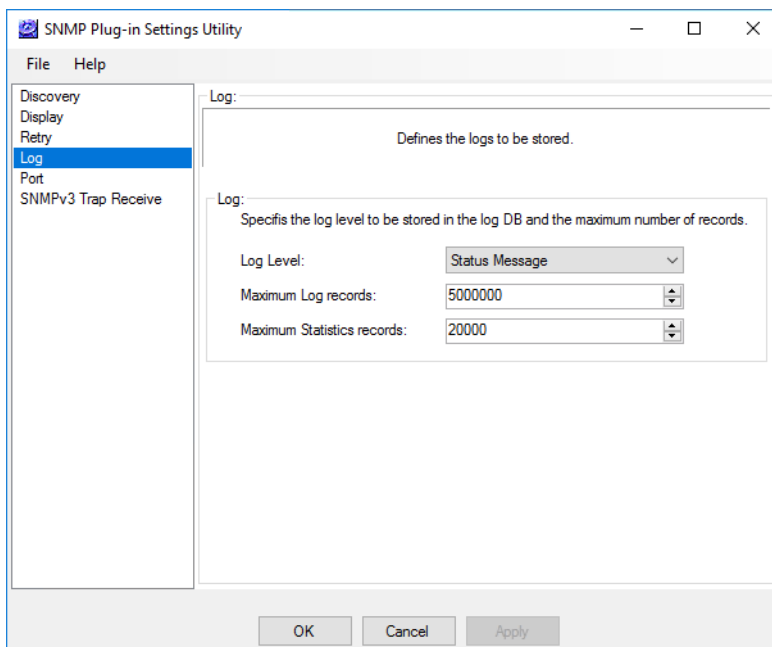 SNMP Plug-in Settings Utility
File Help
Discovery
Display
Retry
Log
Port
SNMPv3 Trap Receive
Log:
Defines the logs to be stored.
Log:
Specifis the log level to be stored in the log DB and the maximum number of records.
Log Level: Status Message
Maximum Log records: 5000000
Maximum Statistics records: 20000
OK Cancel Apply